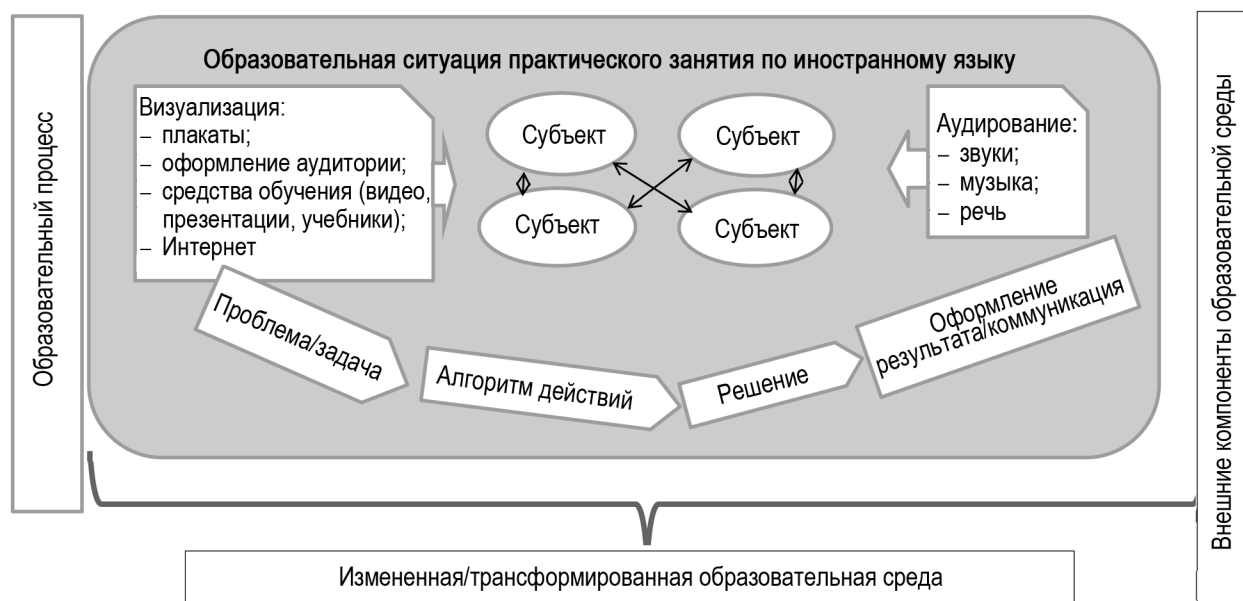 Образовательный процесс
Образовательная ситуация практического занятия по иностранному языку
Визуализация:
– плакаты;
– оформление аудитории;
– средства обучения (видео,
презентации, учебники);
– Интернет
Субъект
Субъект
Субъект
Субъект
Аудирование:
– звуки;
– музыка;
– речь
Проблема/задача
Алгоритм действий
Решение
Оформление
результата/коммуникация
Внешние компоненты образовательной среды
Измененная/трансформированная образовательная среда